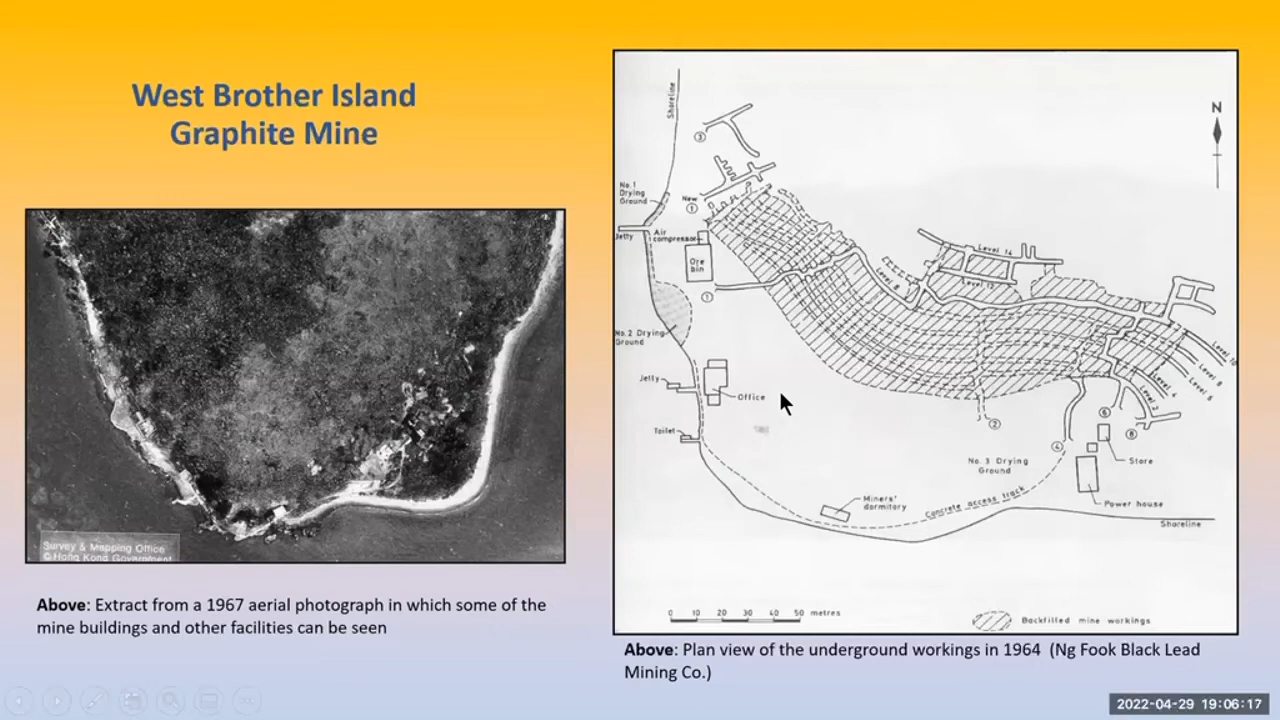 West Brother Island
Graphite Mine
Survey & Mapping Office
© Hong Kong Government
Above: Extract from a 1967 aerial photograph in which some of the
mine buildings and other facilities can be seen
Shoreline
N
3
No.1
Drying
Ground
New
1
Jetty
Air
compressor
Ore
bin
1
Level 14
Level 12
Level 8
No. 2 Drying
Ground
Level 10
Level 8
Level 6
Level 4
Level 2
Jetty
Office
Toilet
2
6
8
4
No. 3 Drying
Ground
Store
Miners'
dormitory
Concrete access track
Power house
Shoreline
0 10 20 30 40 50 metres
Backfilled mine workings
Above: Plan view of the underground workings in 1964 (Ng Fook Black Lead
Mining Co.)
2022-04-29 19:06:17